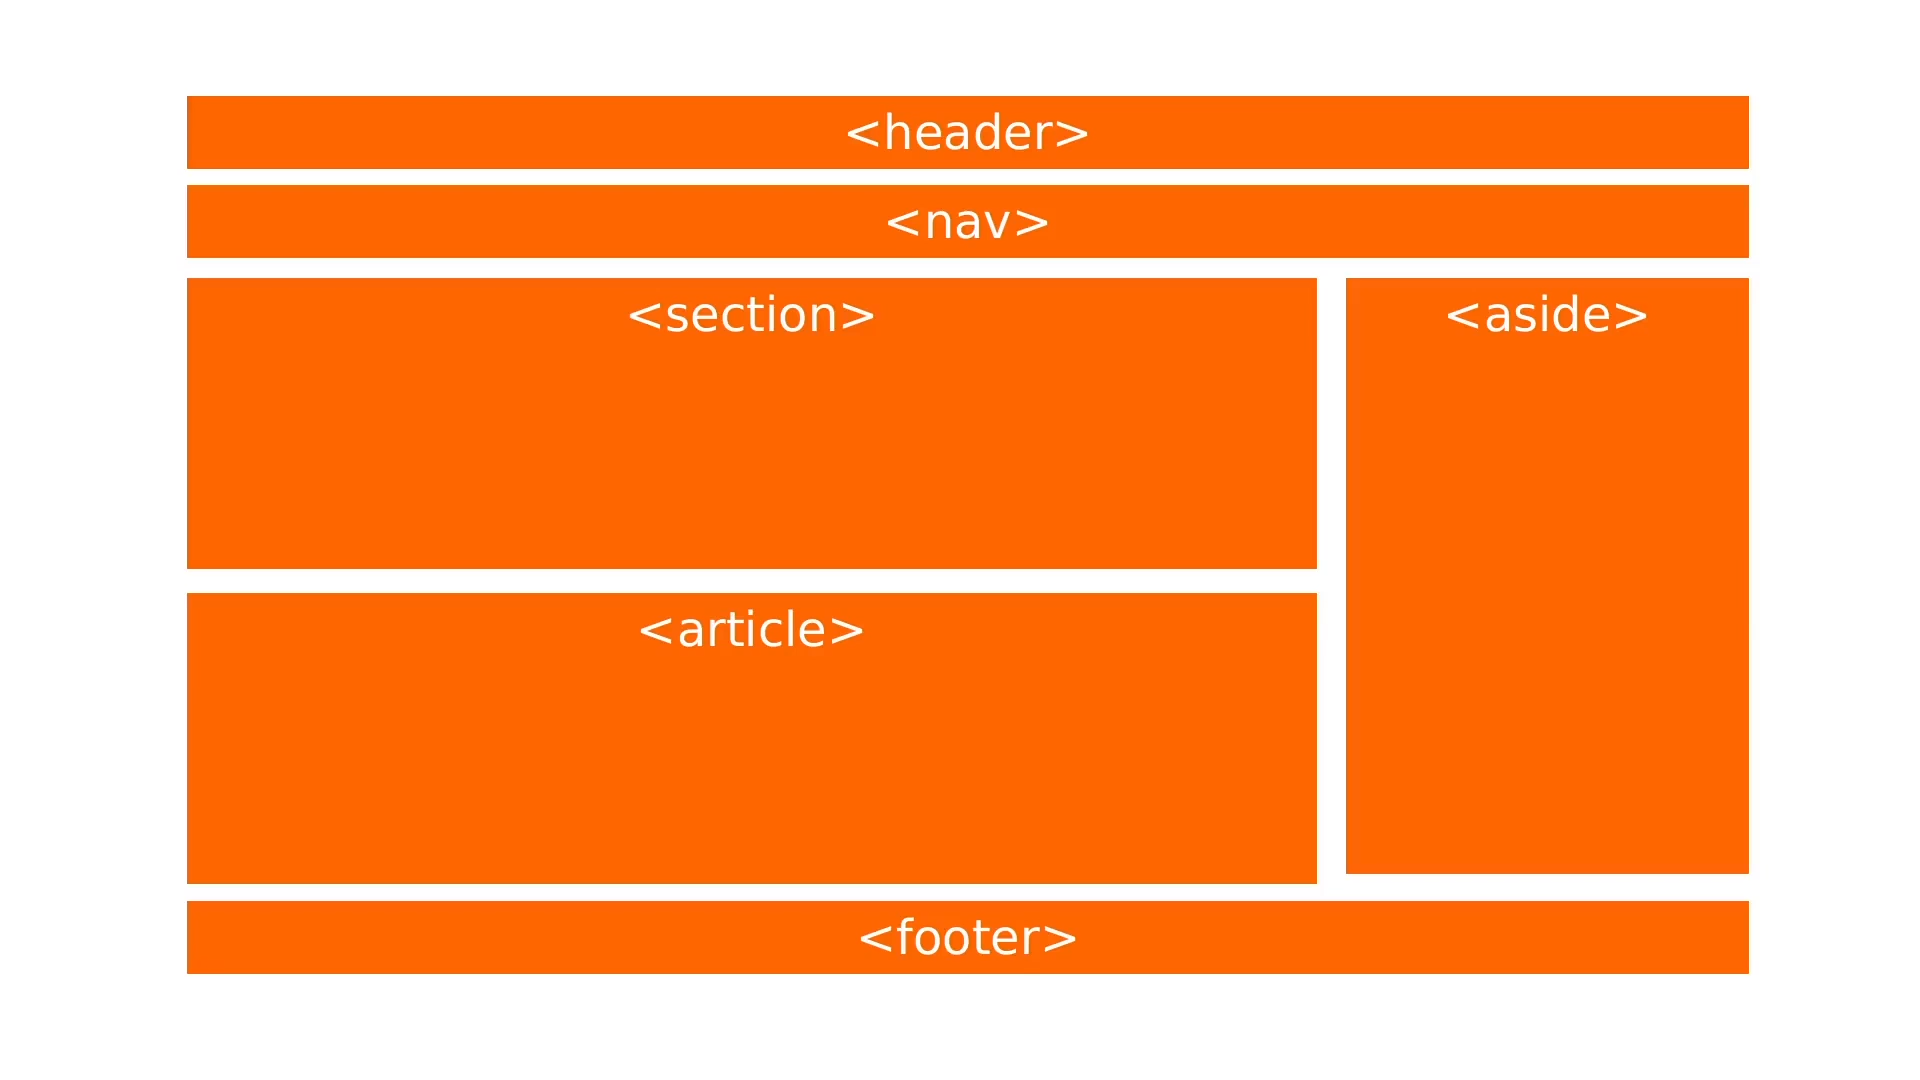 <header>
<nav>
<section>
<aside>
<article>
<footer>